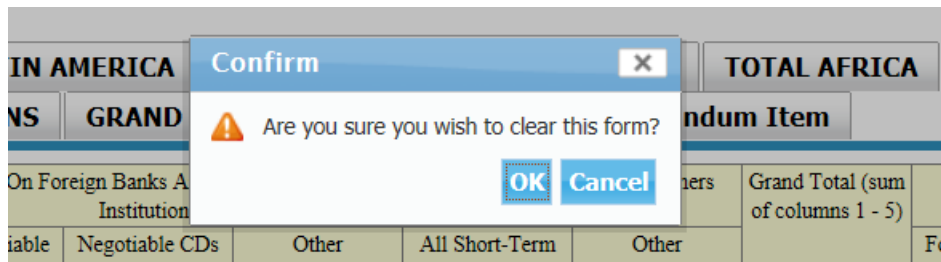 IN AMERICA
Confirm
TOTAL AFRICA
NS
GRAND
Are you sure you wish to clear this form?
ndum Item
OK
Cancel
On Foreign Banks A
Institution
ners
Grand Total (sum
of columns 1 - 5)
iable
Negotiable CDs
Other
All Short-Term
Other